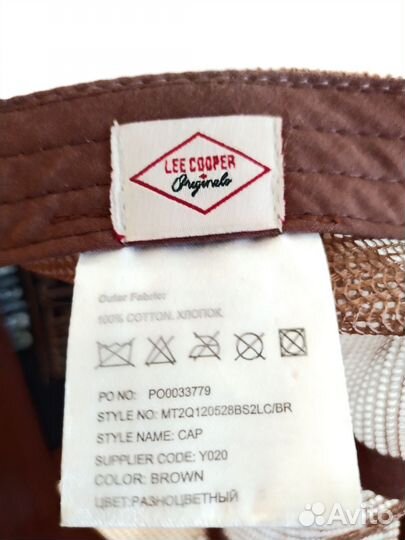 LEE COOPER
Originals
Outer Fabric:
100% COTTON. ХЛОПОК.
PO NO: PO0033779
STYLE NO: MT2Q120528BS2LC/BR
STYLE NAME: CAP
SUPPLIER CODE: Y020
COLOR: BROWN
ЦВЕТ:РАЗНОЦВЕТНЫЙ
Avito